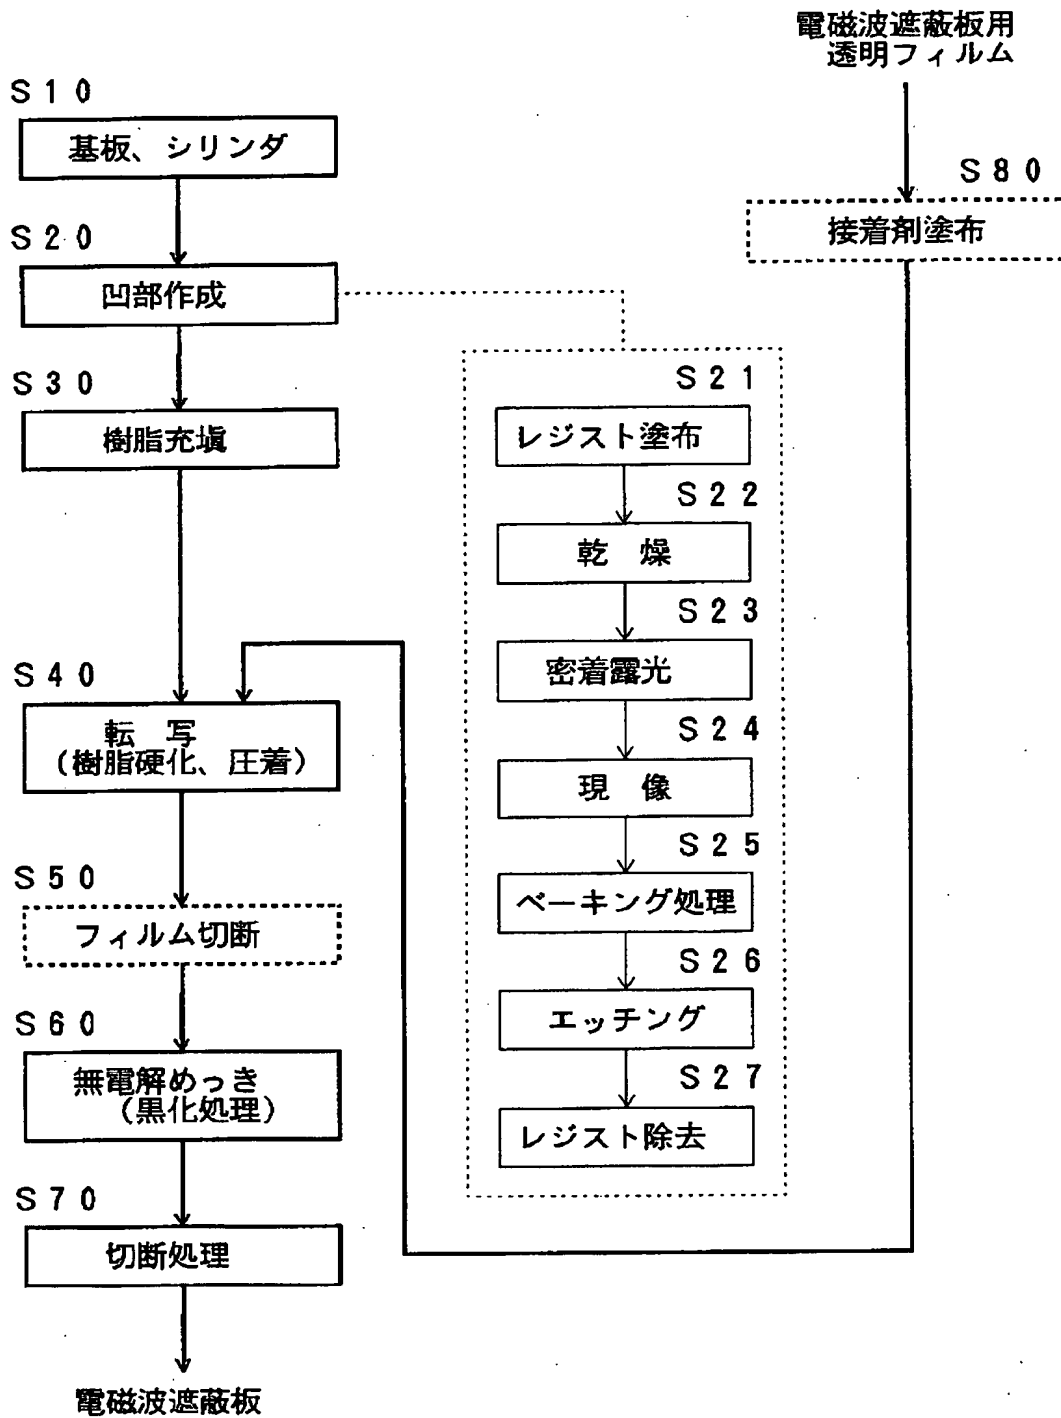 電磁波遮蔽板用
透明フィルム
S10
基板、シリンダ
S20
凹部作成
S30
樹脂充塡
S40
転 写
(樹脂硬化、圧着)
S50
フィルム切断
S60
無電解めっき
(黒化処理)
S70
切断処理
電磁波遮蔽板
S21
レジスト塗布
S22
乾 燥
S23
密着露光
S24
現 像
S25
ベーキング処理
S26
エッチング
S27
レジスト除去
S80
接着剤塗布